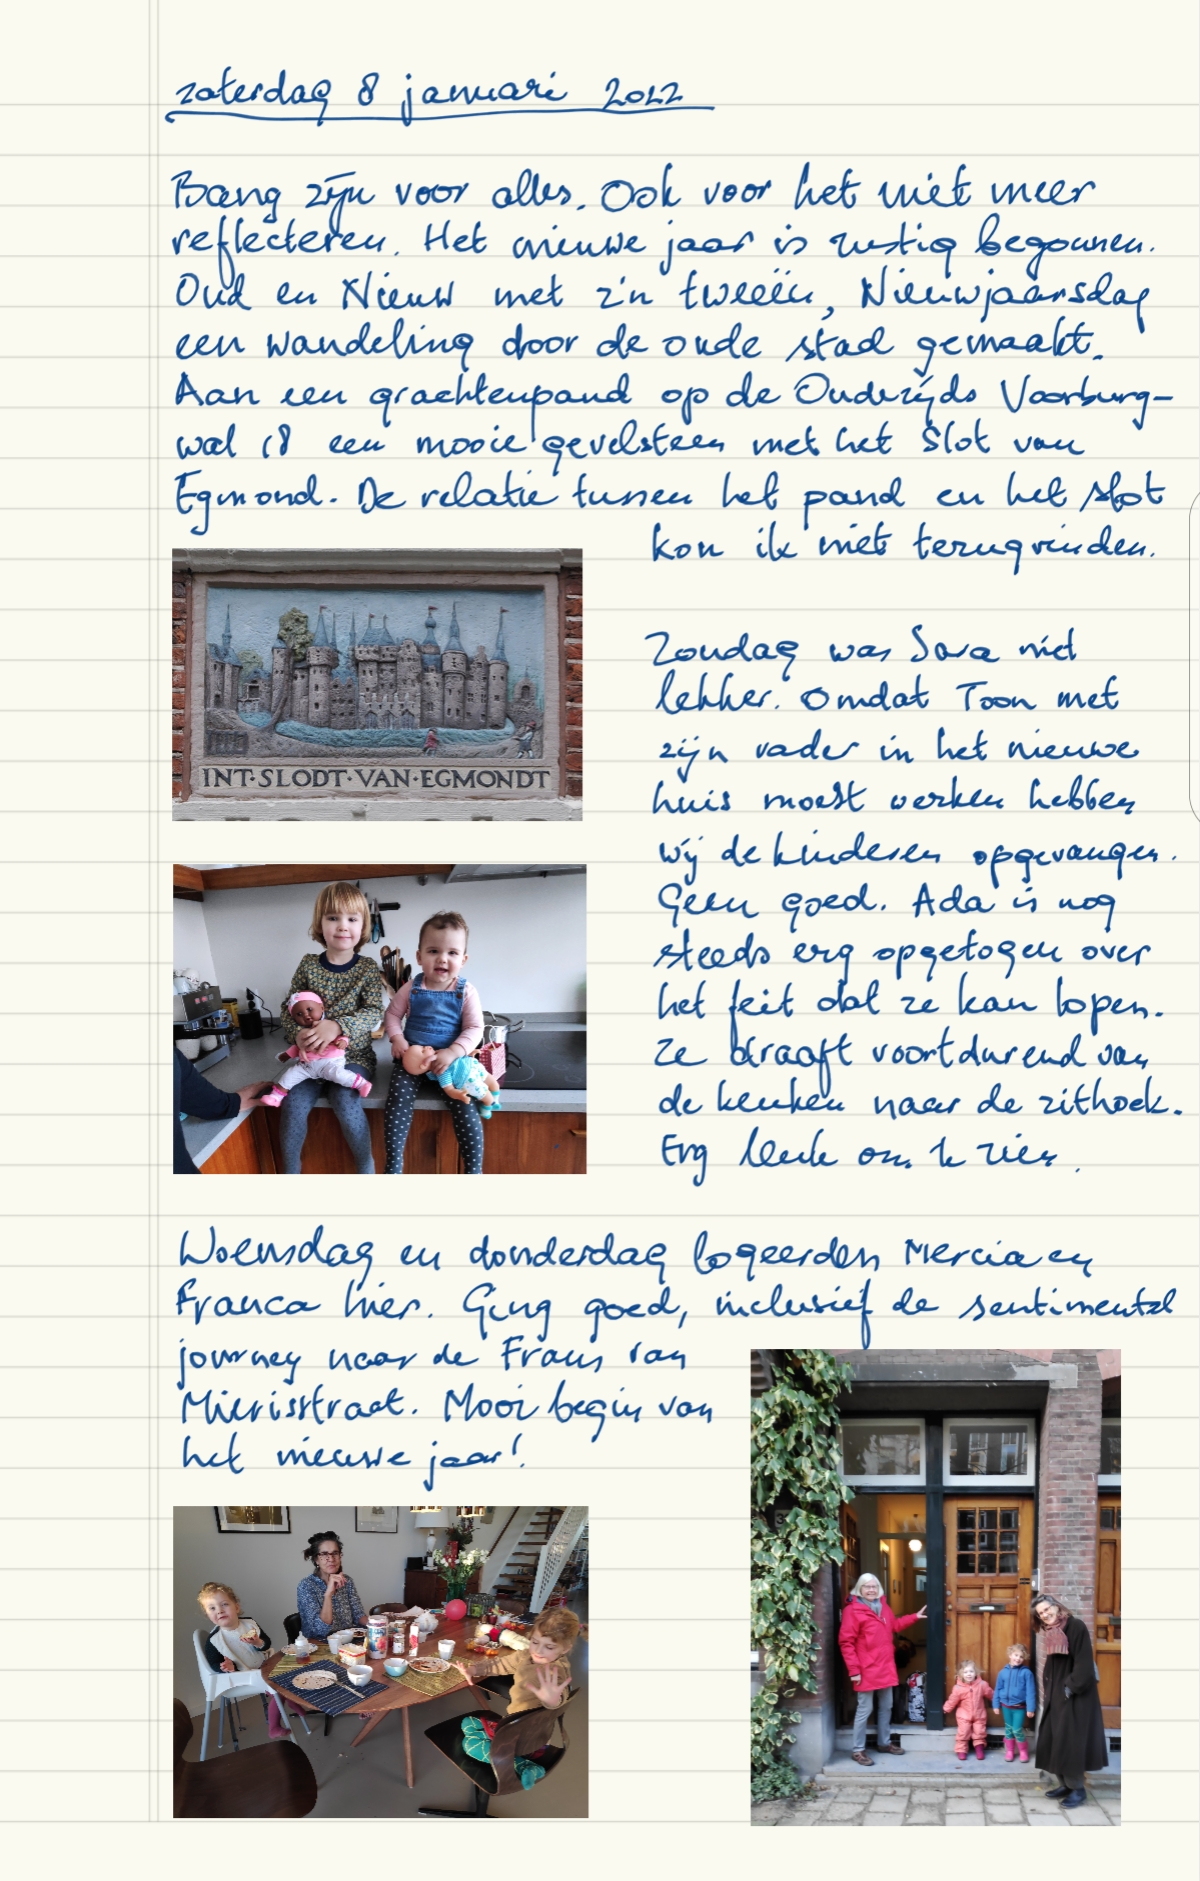 zaterdag 8 januari 2022
Bang zijn voor alles. Ook voor het niet meer
reflecteren. Het nieuwe jaar is rustig begonnen.
Oud en Nieuw met z'n tweeën, Nieuwjaarsdag
een wandeling door de oude stad gemaakt.
Aan een grachtenpand op de Oudezijds Voorburg-
wal 18 een mooie gevelsteen met het Slot van
Egmond. De relatie tussen het pand en het slot
kon ik niet terugvinden.
INT·SLODT·VAN·EGMONDT
Zondag was Sara niet
lekker. Omdat Toon met
zijn vader in het nieuwe
huis moest werken hebben
wij de kinderen opgevangen.
Geen goed. Ada is nog
steeds erg opgetogen over
het feit dat ze kan lopen.
Ze draaft voortdurend van
de keuken naar de zithoek.
Erg leuk om te zien.
Woensdag en donderdag logeerden Mercia en
Franca hier. Ging goed, inclusief de sentimental
journey naar de Frans van
Mierisstraat. Mooi begin van
het nieuwe jaar!